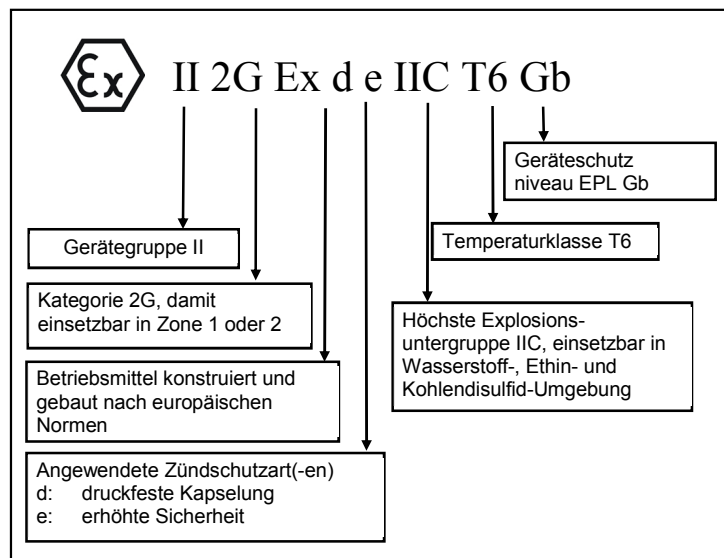 Ex II 2G Ex d e IIC T6 Gb
Geräteschutz
niveau EPL Gb
Gerätegruppe II
Temperaturklasse T6
Kategorie 2G, damit
einsetzbar in Zone 1 oder 2
Höchste Explosions-
untergruppe IIC, einsetzbar in
Wasserstoff-, Ethin- und
Kohlendisulfid-Umgebung
Betriebsmittel konstruiert und
gebaut nach europäischen
Normen
Angewendete Zündschutzart(-en)
d: druckfeste Kapselung
e: erhöhte Sicherheit